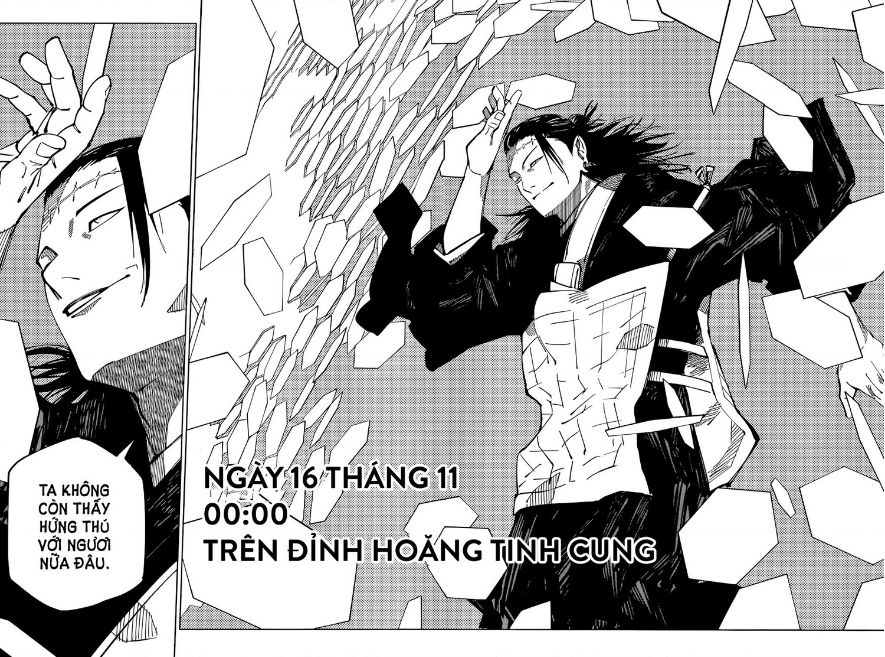 TA KHÔNG
CÒN THẤY
HỨNG THÚ
VỚI NGƯƠI
NỮA ĐÂU.
NGÀY 16 THÁNG 11
00:00
TRÊN ĐỈNH HOĂNG TINH CUNG